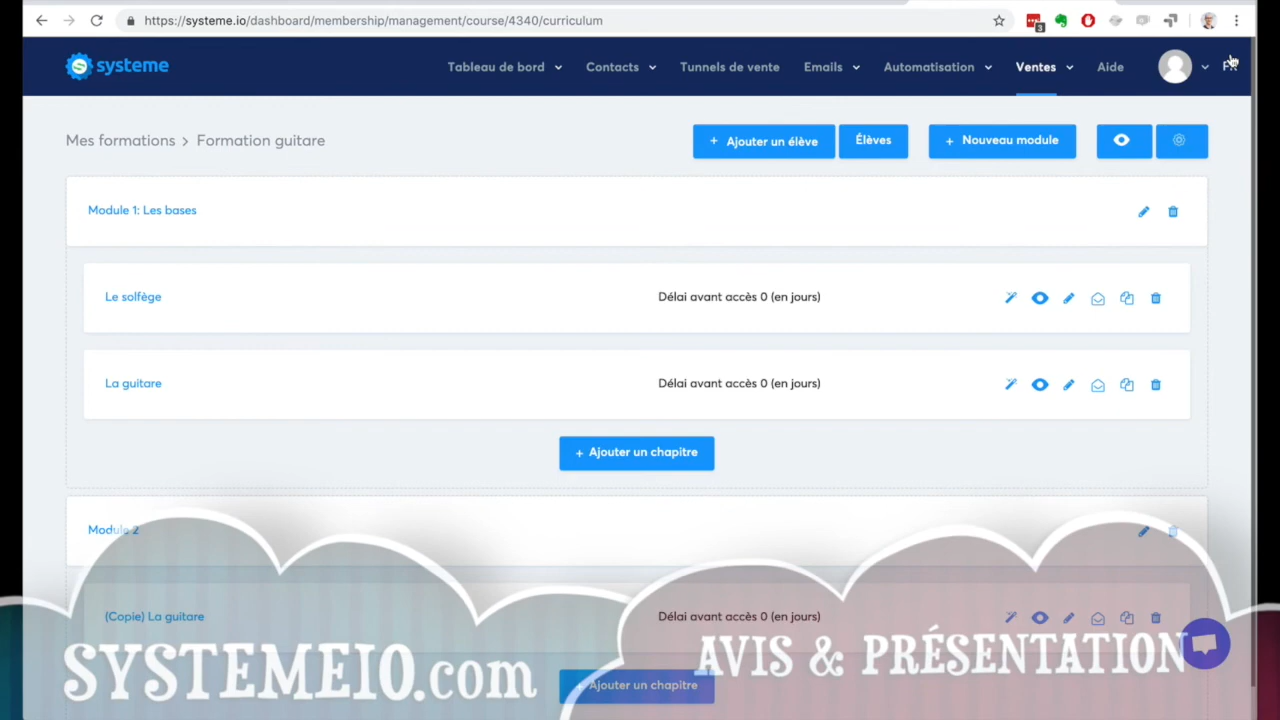 https://systeme.io/dashboard/membership/management/course/4340/curriculum
3
systeme
Tableau de bord Contacts Tunnels de vente Emails Automatisation Ventes Aide
Mes formations > Formation guitare
+ Ajouter un élève
Élèves
+ Nouveau module
Module 1: Les bases
Le solfège
Délai avant accès 0 (en jours)
La guitare
Délai avant accès 0 (en jours)
+ Ajouter un chapitre
Module 2
(Copie) La guitare
Délai avant accès 0 (en jours)
+ Ajouter un chapitre
SYSTEMEIO.com
AVIS & PRÉSENTATION